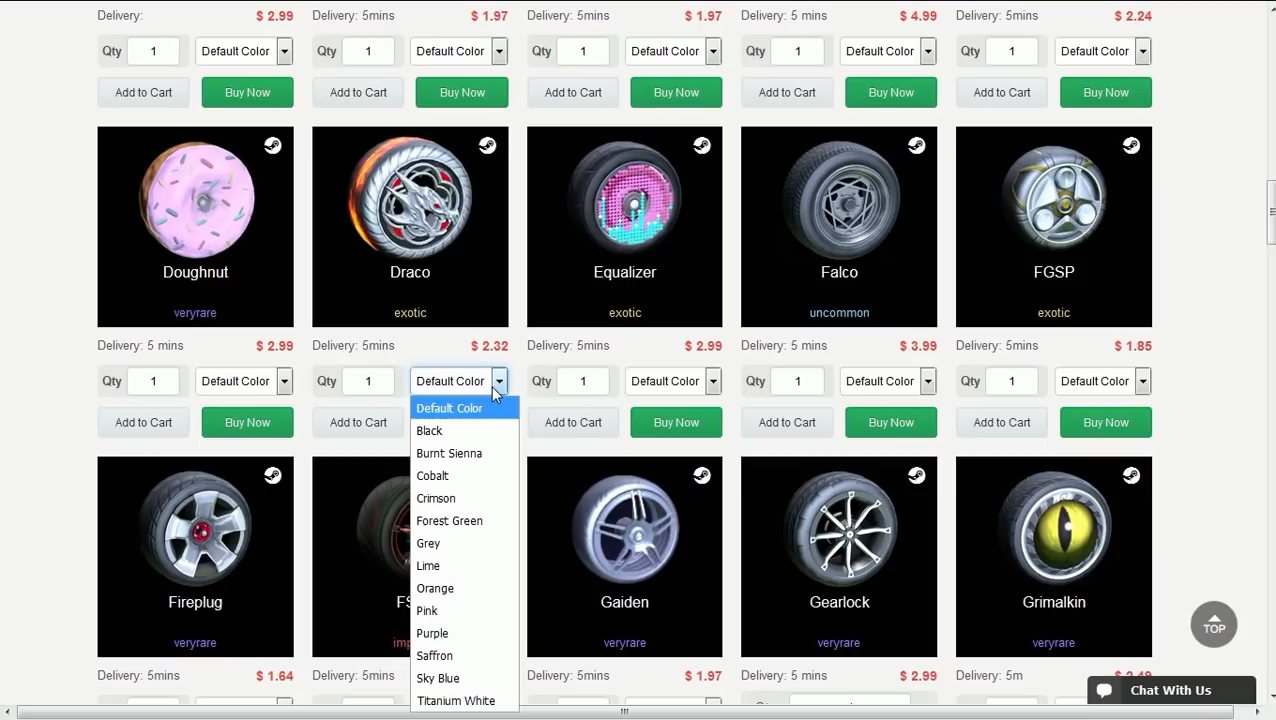 Delivery: $ 2.99 Delivery: 5mins $ 1.97 Delivery: 5mins $ 1.97 Delivery: 5 mins $ 4.99 Delivery: 5mins $ 2.24
Qty 1 Default Color Qty 1 Default Color Qty 1 Default Color Qty 1 Default Color Qty 1 Default Color
Add to Cart Buy Now Add to Cart Buy Now Add to Cart Buy Now Add to Cart Buy Now Add to Cart Buy Now
Doughnut Draco Equalizer Falco FGSP
veryrare exotic exotic uncommon exotic
Delivery: 5 mins $ 2.99 Delivery: 5mins $ 2.32 Delivery: 5mins $ 2.99 Delivery: 5mins $ 3.99 Delivery: 5mins $ 1.85
Qty 1 Default Color Qty 1 Default Color Qty 1 Default Color Qty 1 Default Color Qty 1 Default Color
Add to Cart Buy Now Add to Cart Buy Now Add to Cart Buy Now Add to Cart Buy Now
Default Color
Black
Burnt Sienna
Cobalt
Crimson
Forest Green
Grey
Lime
Orange
Pink
Purple
Saffron
Sky Blue
Titanium White
Fireplug FS Gaiden Gearlock Grimalkin
veryrare imp veryrare veryrare veryrare
TOP
Delivery: 5mins $ 1.64 $ 1.97 Delivery: 5mins $ 2.99 Delivery: 5m
Chat With Us